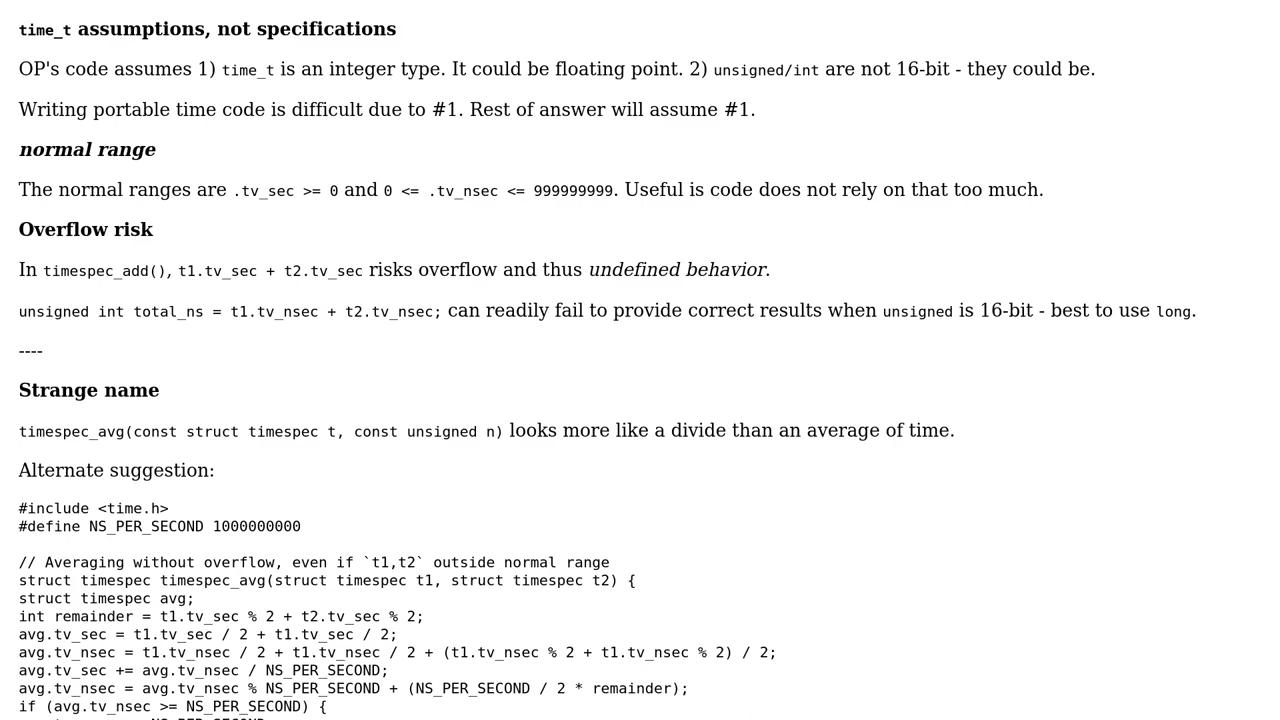 time_t assumptions, not specifications
OP's code assumes 1) time_t is an integer type. It could be floating point. 2) unsigned/int are not 16-bit - they could be.
Writing portable time code is difficult due to #1. Rest of answer will assume #1.
normal range
The normal ranges are .tv_sec >= 0 and 0 <= .tv_nsec <= 999999999. Useful is code does not rely on that too much.
Overflow risk
In timespec_add(), t1.tv_sec + t2.tv_sec risks overflow and thus undefined behavior.
unsigned int total_ns = t1.tv_nsec + t2.tv_nsec; can readily fail to provide correct results when unsigned is 16-bit - best to use long.
----
Strange name
timespec_avg(const struct timespec t, const unsigned n) looks more like a divide than an average of time.
Alternate suggestion:
#include <time.h>
#define NS_PER_SECOND 1000000000
// Averaging without overflow, even if `t1,t2` outside normal range
struct timespec timespec_avg(struct timespec t1, struct timespec t2) {
struct timespec avg;
int remainder = t1.tv_sec % 2 + t2.tv_sec % 2;
avg.tv_sec = t1.tv_sec / 2 + t1.tv_sec / 2;
avg.tv_nsec = t1.tv_nsec / 2 + t1.tv_nsec / 2 + (t1.tv_nsec % 2 + t1.tv_nsec % 2) / 2;
avg.tv_sec += avg.tv_nsec / NS_PER_SECOND;
avg.tv_nsec = avg.tv_nsec % NS_PER_SECOND + (NS_PER_SECOND / 2 * remainder);
if (avg.tv_nsec >= NS_PER_SECOND) {